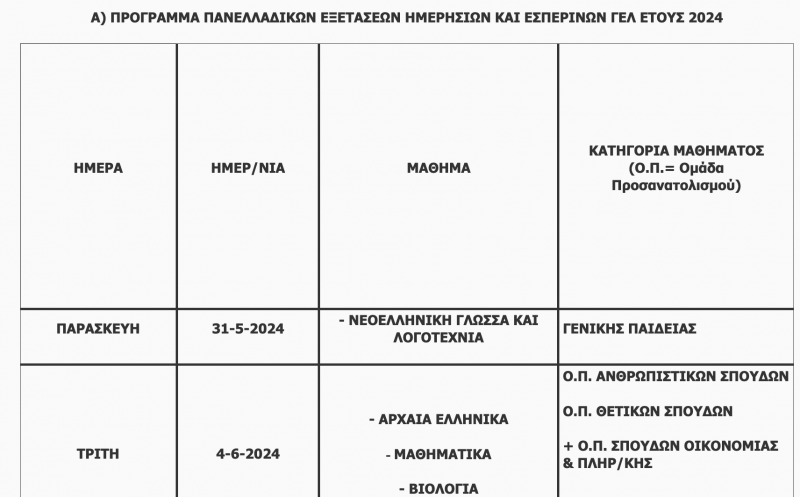 Α) ΠΡΟΓΡΑΜΜΑ ΠΑΝΕΛΛΑΔΙΚΩΝ ΕΞΕΤΑΣΕΩΝ ΗΜΕΡΗΣΙΩΝ ΚΑΙ ΕΣΠΕΡΙΝΩΝ ΓΕΛ ΕΤΟΥΣ 2024
ΗΜΕΡΑ
ΗΜΕΡ/ΝΙΑ
ΜΑΘΗΜΑ
ΚΑΤΗΓΟΡΙΑ ΜΑΘΗΜΑΤΟΣ
(Ο.Π.= Ομάδα
Προσανατολισμού)
ΠΑΡΑΣΚΕΥΗ
31-5-2024
- ΝΕΟΕΛΛΗΝΙΚΗ ΓΛΩΣΣΑ ΚΑΙ
ΛΟΓΟΤΕΧΝΙΑ
ΓΕΝΙΚΗΣ ΠΑΙΔΕΙΑΣ
ΤΡΙΤΗ
4-6-2024
- ΑΡΧΑΙΑ ΕΛΛΗΝΙΚΑ
- ΜΑΘΗΜΑΤΙΚΑ
- ΒΙΟΛΟΓΙΑ
Ο.Π. ΑΝΘΡΩΠΙΣΤΙΚΩΝ ΣΠΟΥΔΩΝ
Ο.Π. ΘΕΤΙΚΩΝ ΣΠΟΥΔΩΝ
+ Ο.Π. ΣΠΟΥΔΩΝ ΟΙΚΟΝΟΜΙΑΣ
& ΠΛΗΡ/ΚΗΣ